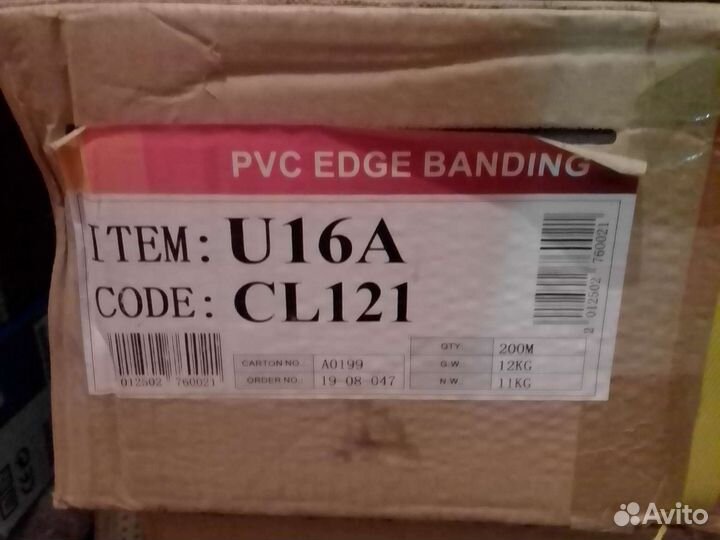 PVC EDGE BANDING
ITEM: U16A
CODE: CL121
2 012502 760021
012502 760021
CARTON NO. A0199
ORDER NO. 19-08-047
QTY: 200M
G.W.: 12KG
N.W.: 11KG
Avito